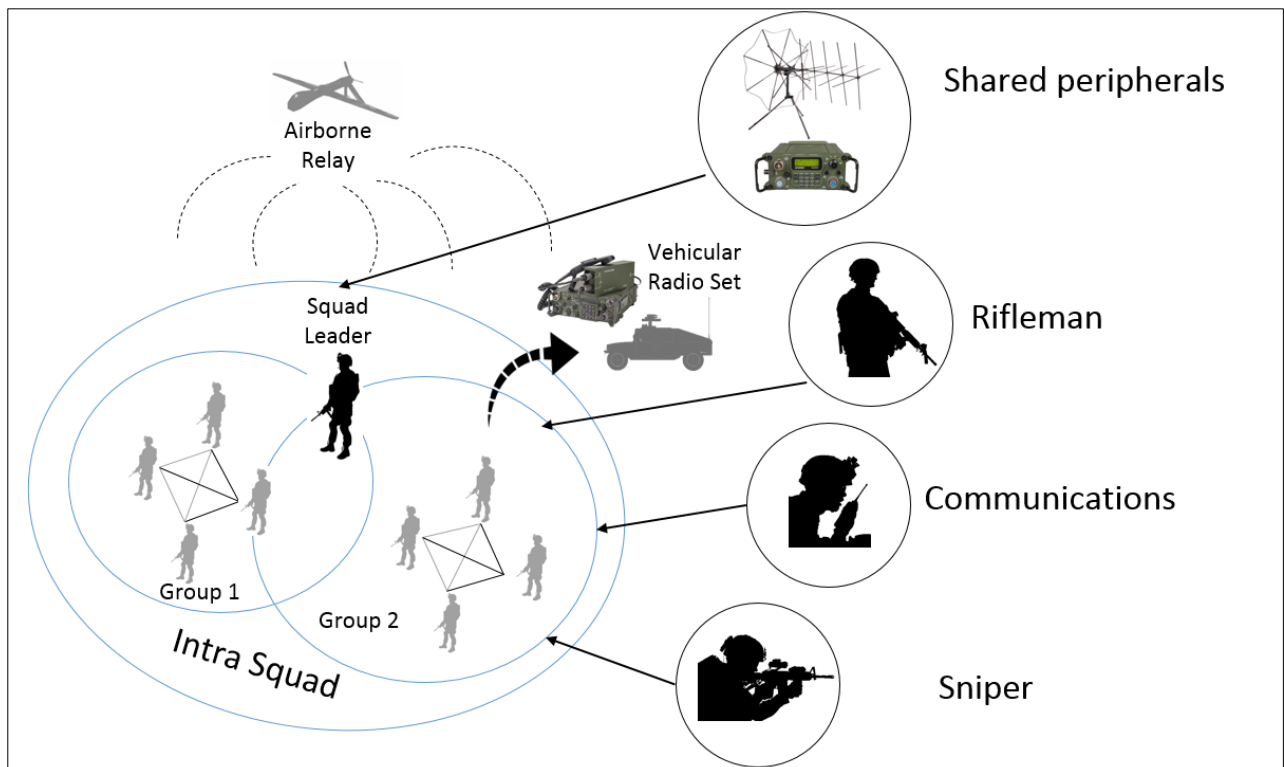 Shared peripherals
Airborne
Relay
Vehicular
Radio Set
Squad
Leader
Rifleman
Communications
Group 1
Group 2
Intra Squad
Sniper